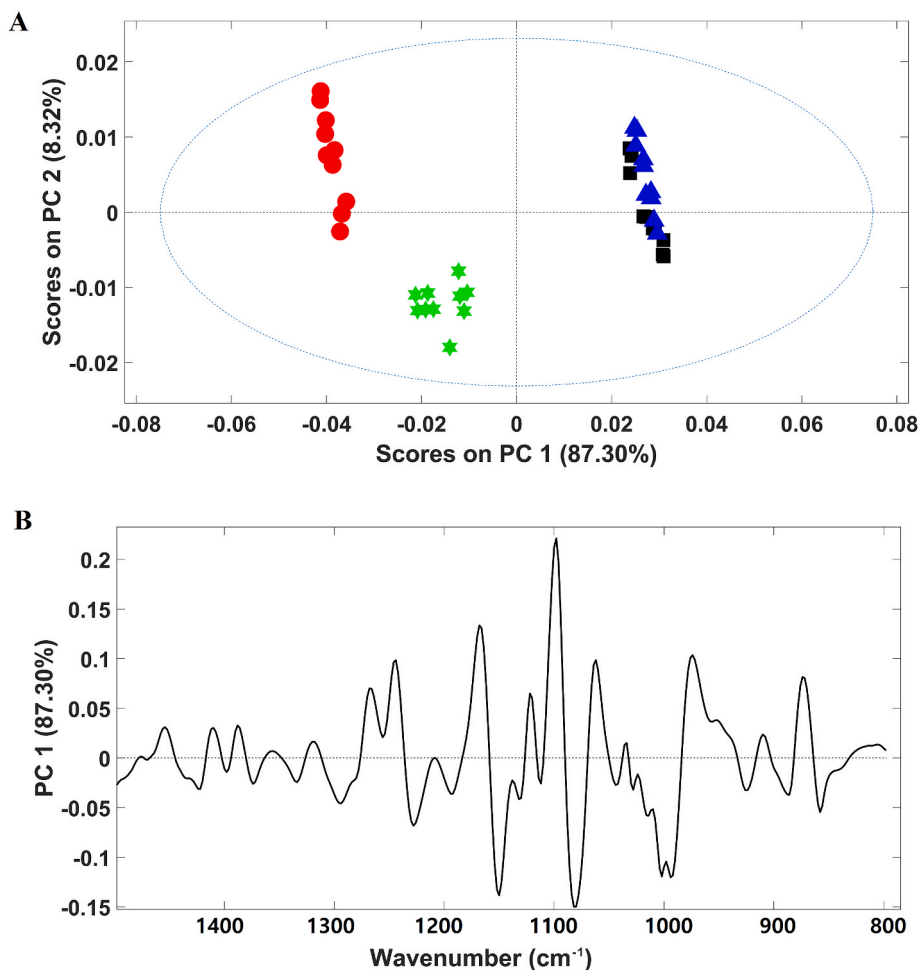 A
Scores on PC 2 (8.32%)
0.02
0.01
0
-0.01
-0.02
-0.08 -0.06 -0.04 -0.02 0 0.02 0.04 0.06 0.08
Scores on PC 1 (87.30%)
B
PC 1 (87.30%)
0.2
0.15
0.1
0.05
0
-0.05
-0.1
-0.15
1400 1300 1200 1100 1000 900 800
Wavenumber (cm⁻¹)